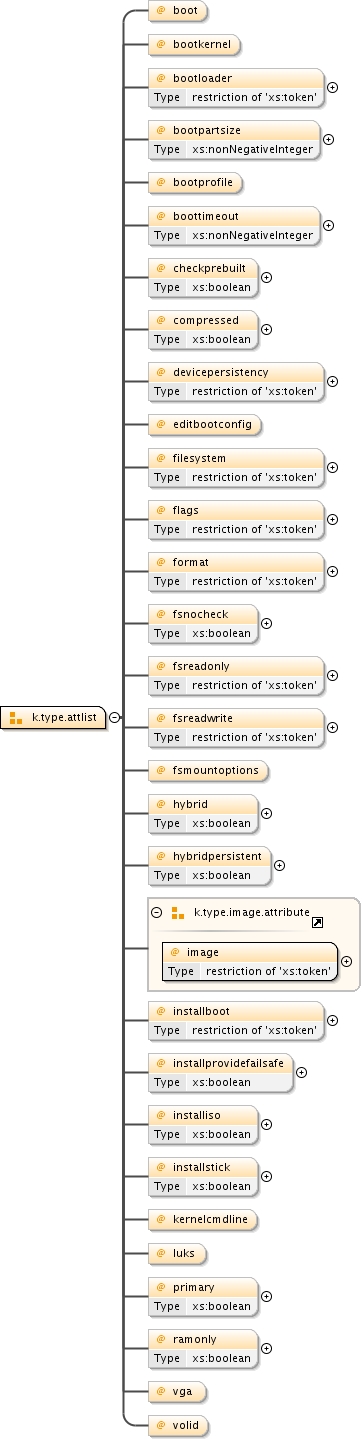 @ boot
@ bootkernel
@ bootloader
Type restriction of 'xs:token'
@ bootpartsize
Type xs:nonNegativeInteger
@ bootprofile
@ boottimeout
Type xs:nonNegativeInteger
@ checkprebuilt
Type xs:boolean
@ compressed
Type xs:boolean
@ devicepersistency
Type restriction of 'xs:token'
@ editbootconfig
@ filesystem
Type restriction of 'xs:token'
@ flags
Type restriction of 'xs:token'
@ format
Type restriction of 'xs:token'
@ fsnocheck
Type xs:boolean
@ fsreadonly
Type restriction of 'xs:token'
k.type.attlist
@ fsreadwrite
Type restriction of 'xs:token'
@ fsmountoptions
@ hybrid
Type xs:boolean
@ hybridpersistent
Type xs:boolean
k.type.image.attribute
@ image
Type restriction of 'xs:token'
@ installboot
Type restriction of 'xs:token'
@ installprovidefailsafe
Type xs:boolean
@ installiso
Type xs:boolean
@ installstick
Type xs:boolean
@ kernelcmdline
@ luks
@ primary
Type xs:boolean
@ ramonly
Type xs:boolean
@ vga
@ volid